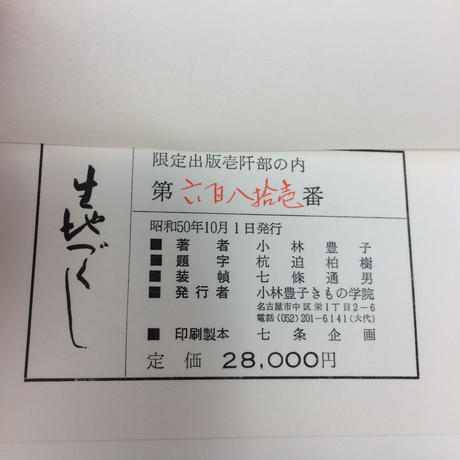 生地づくし
限定出版壱阡部の内
第六百八拾壱番
昭和50年10月1日発行
■著者 小林豊子
■題字 杭迫柏樹
■装幀 七條通男
■発行者 小林豊子きもの学院
名古屋市中区栄1丁目2-6
電話(052)201-6141(大代)
■印刷製本 七条企画
定価 28,000円